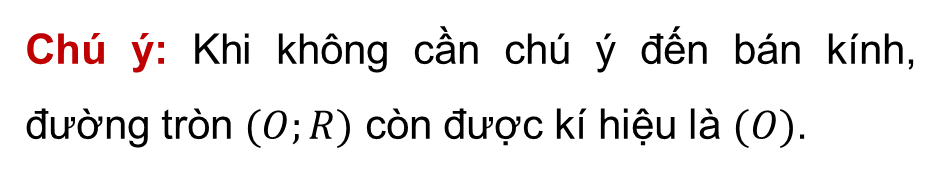 Chú ý: Khi không cần chú ý đến bán kính,
đường tròn (O; R) còn được kí hiệu là (O).